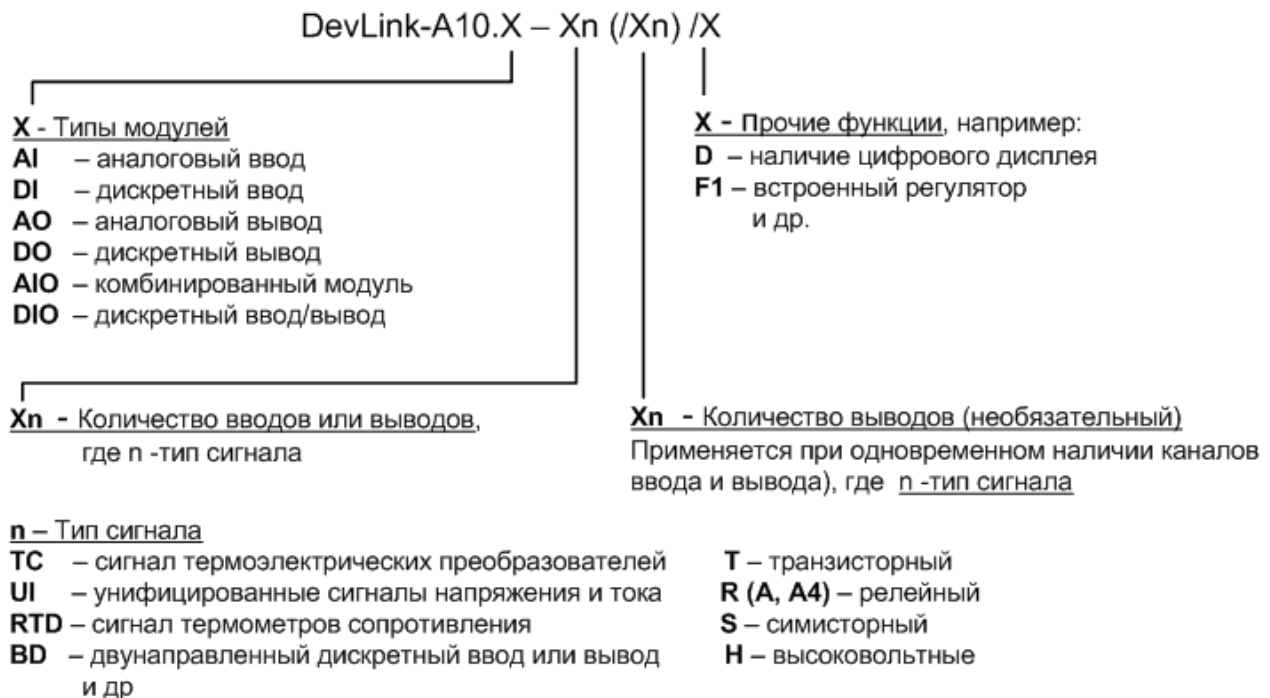 DevLink-A10.X – Xn (/Xn) /X
X - Типы модулей
AI – аналоговый ввод
DI – дискретный ввод
AO – аналоговый вывод
DO – дискретный вывод
AIO – комбинированный модуль
DIO – дискретный ввод/вывод
X - Прочие функции, например:
D – наличие цифрового дисплея
F1 – встроенный регулятор
и др.
Xn - Количество вводов или выводов,
где n -тип сигнала
Xn - Количество выводов (необязательный)
Применяется при одновременном наличии каналов
ввода и вывода), где n -тип сигнала
n – Тип сигнала
TC – сигнал термоэлектрических преобразователей
UI – унифицированные сигналы напряжения и тока
RTD – сигнал термометров сопротивления
BD – двунаправленный дискретный ввод или вывод
и др
T – транзисторный
R (A, A4) – релейный
S – симисторный
H – высоковольтные